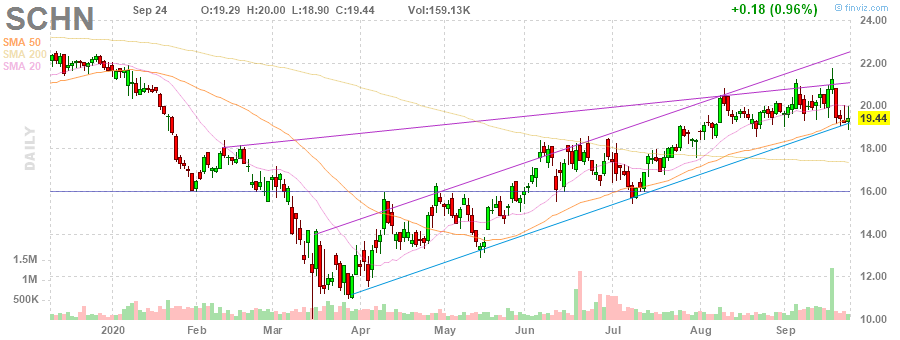 SCHN
Sep 24 O:19.29 H:20.00 L:18.90 C:19.44 Vol:159.13K +0.18 (0.96%)
© finviz.com
SMA 50
SMA 200
SMA 20
DAILY
24.00
22.00
20.00
19.44
18.00
16.00
14.00
12.00
10.00
1.5M
1M
500K
2020 Feb Mar Apr May Jun Jul Aug Sep